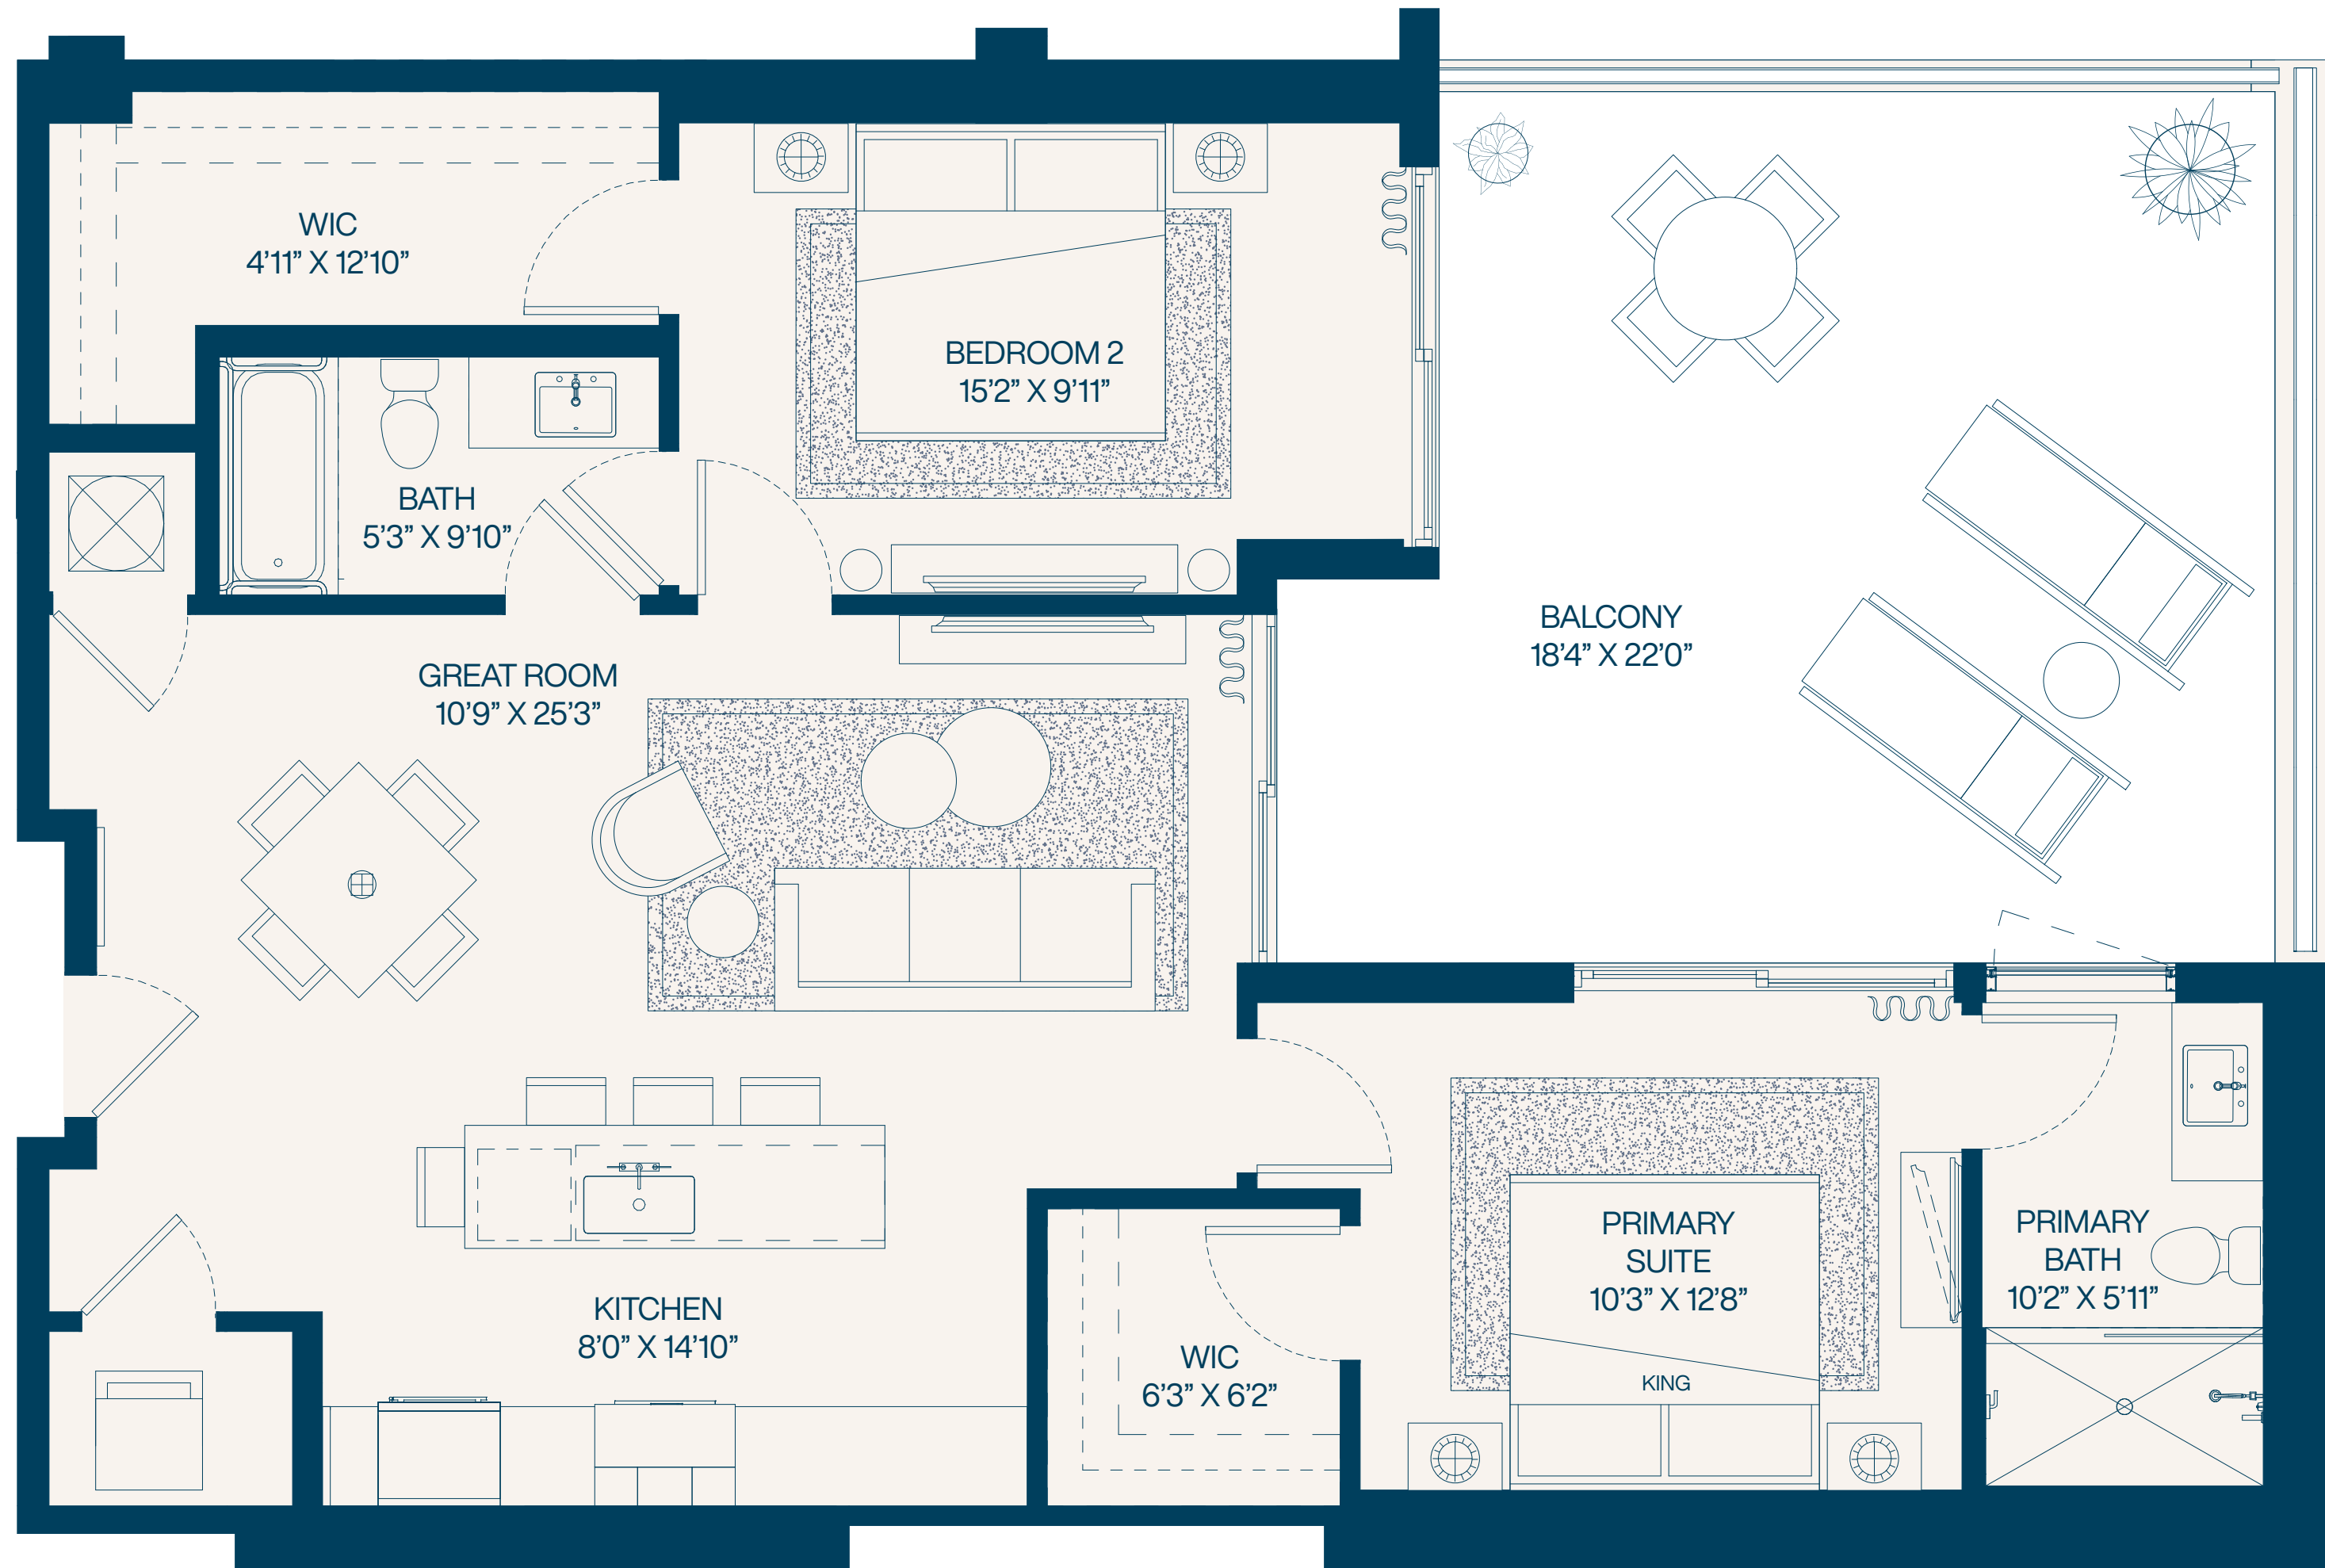 WIC
4’11” X 12’10”
BEDROOM 2
15’2” X 9’11”
BATH
5’3” X 9’10”
BALCONY
18’4” X 22’0”
GREAT ROOM
10’9” X 25’3”
PRIMARY
SUITE
10’3” X 12’8”
KING
PRIMARY
BATH
10’2” X 5’11”
KITCHEN
8’0” X 14’10”
WIC
6’3” X 6’2”